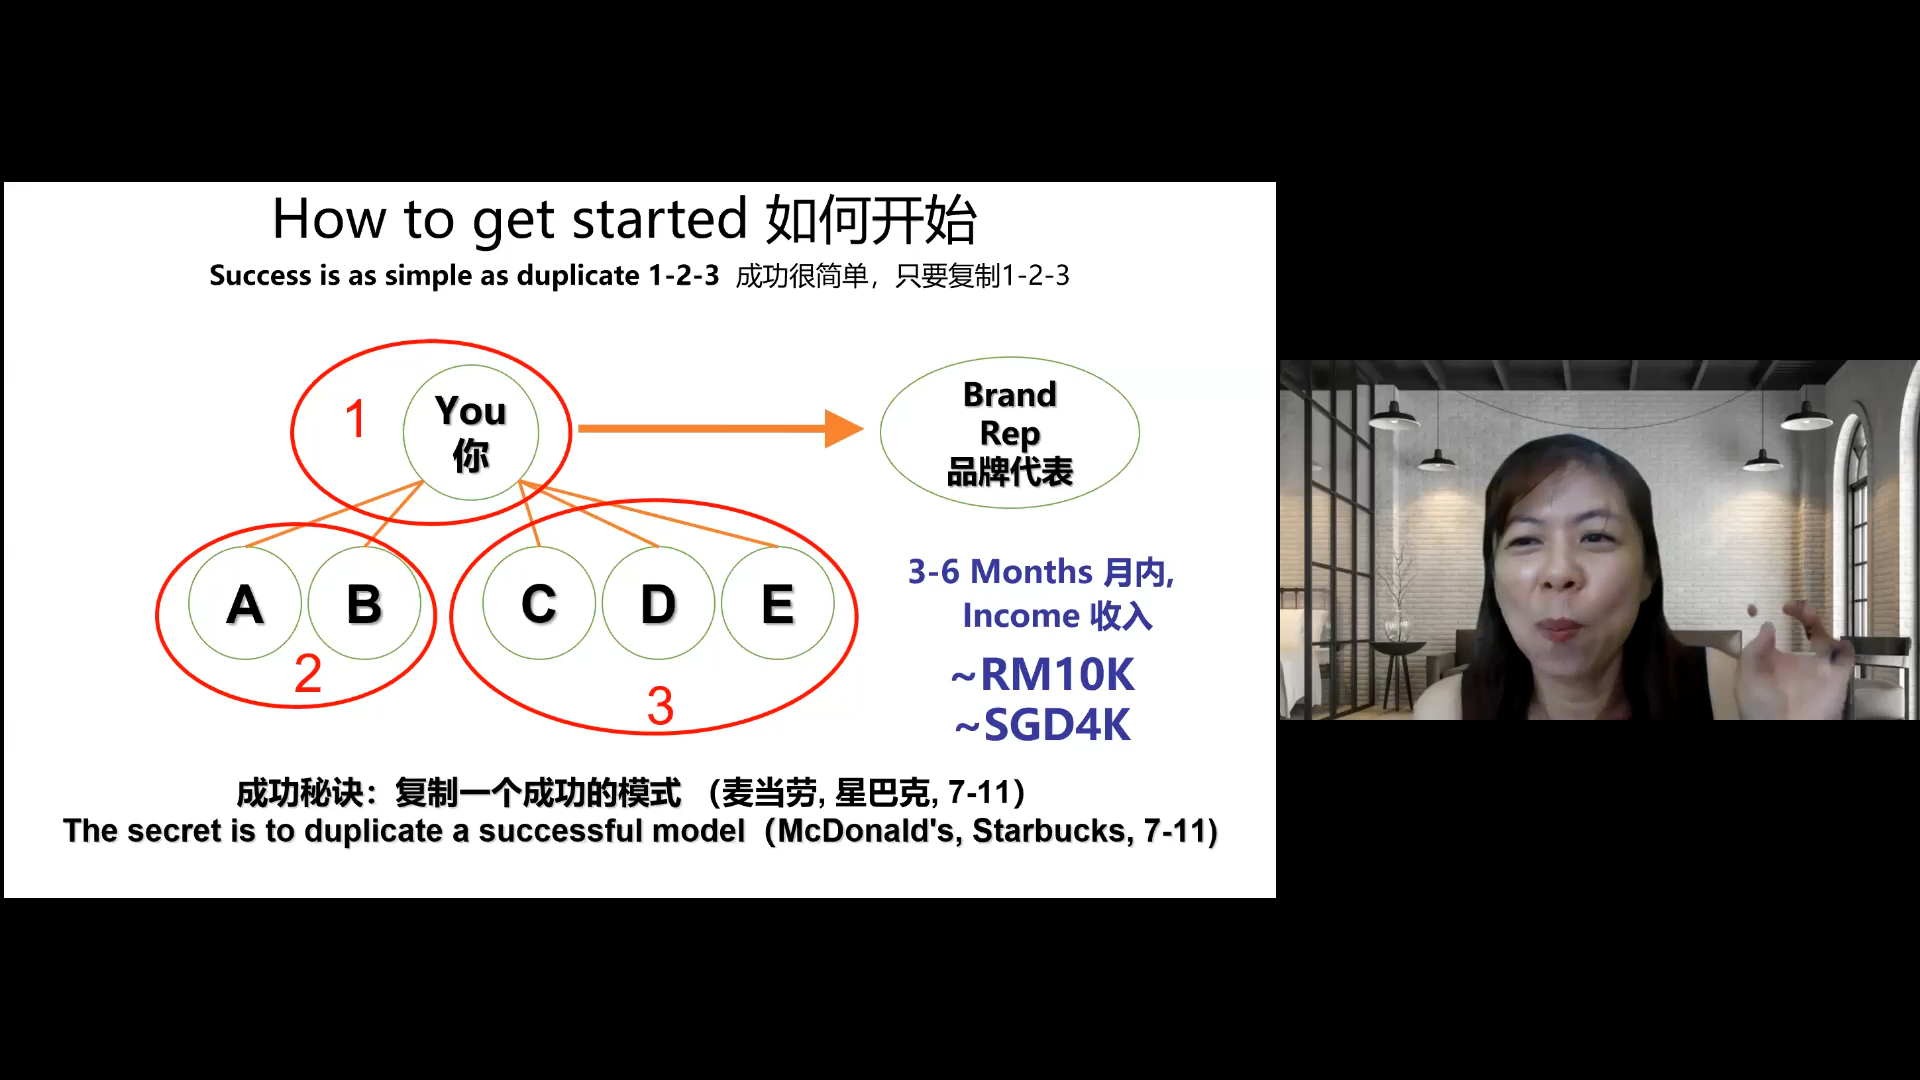 How to get started 如何开始
Success is as simple as duplicate 1-2-3 成功很简单，只要复制1-2-3
1
You
你
Brand
Rep
品牌代表
A
B
2
C
D
E
3
3-6 Months 月内,
Income 收入
~RM10K
~SGD4K
成功秘诀：复制一个成功的模式 （麦当劳, 星巴克, 7-11）
The secret is to duplicate a successful model（McDonald's, Starbucks, 7-11)